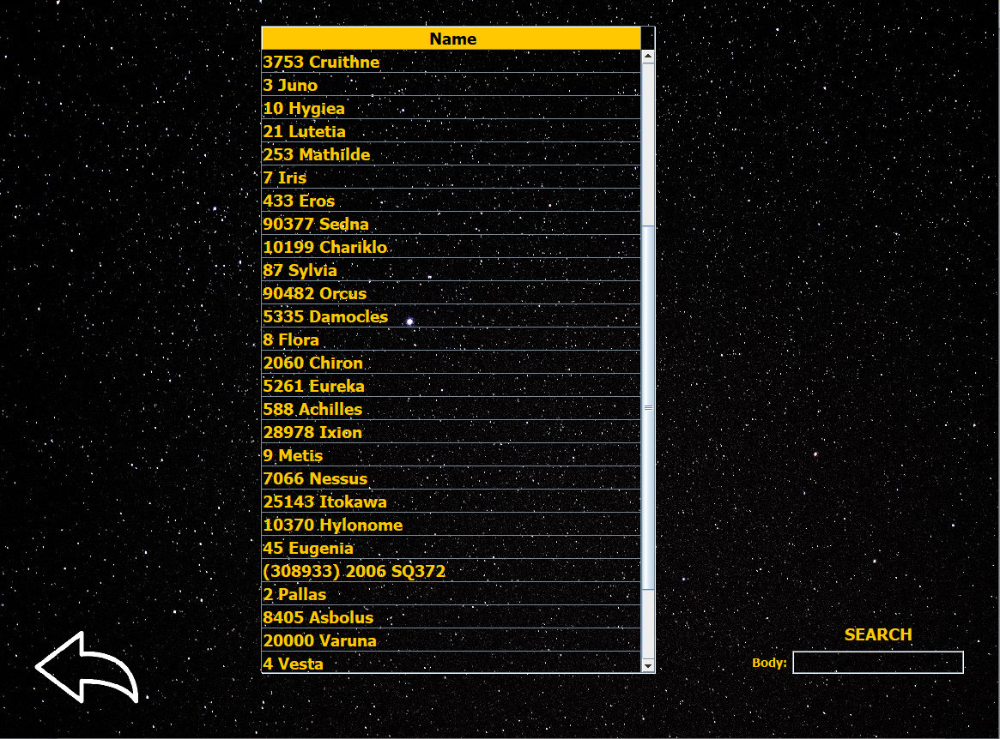 Name
3753 Cruithne
3 Juno
10 Hygiea
21 Lutetia
253 Mathilde
7 Iris
433 Eros
90377 Sedna
10199 Chariklo
87 Sylvia
90482 Orcus
5335 Damocles
8 Flora
2060 Chiron
5261 Eureka
588 Achilles
28978 Ixion
9 Metis
7066 Nessus
25143 Itokawa
10370 Hylonome
45 Eugenia
(308933) 2006 SQ372
2 Pallas
8405 Asbolus
20000 Varuna
4 Vesta
SEARCH
Body: